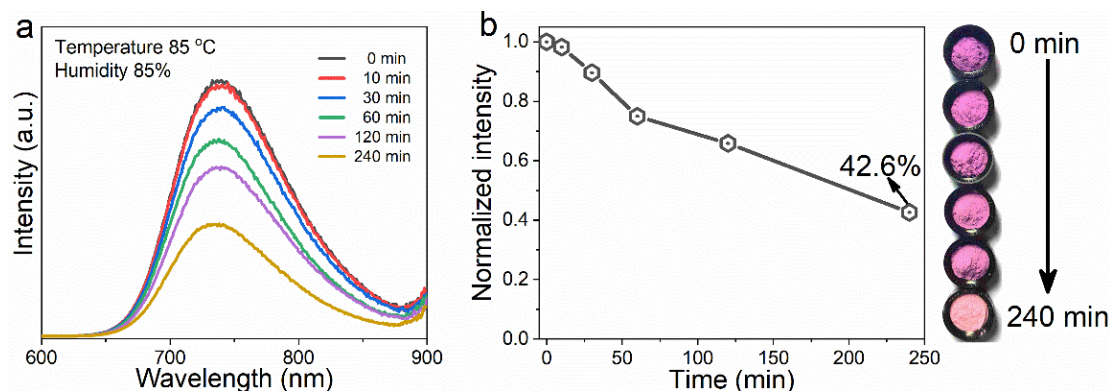 a
Temperature 85 °C
Humidity 85%
0 min
10 min
30 min
60 min
120 min
240 min
Intensity (a.u.)
600
700
800
900
Wavelength (nm)
b
1.0
0.8
0.6
0.4
0.2
0.0
Normalized intensity
42.6%
0
50
100
150
200
250
Time (min)
0 min
240 min